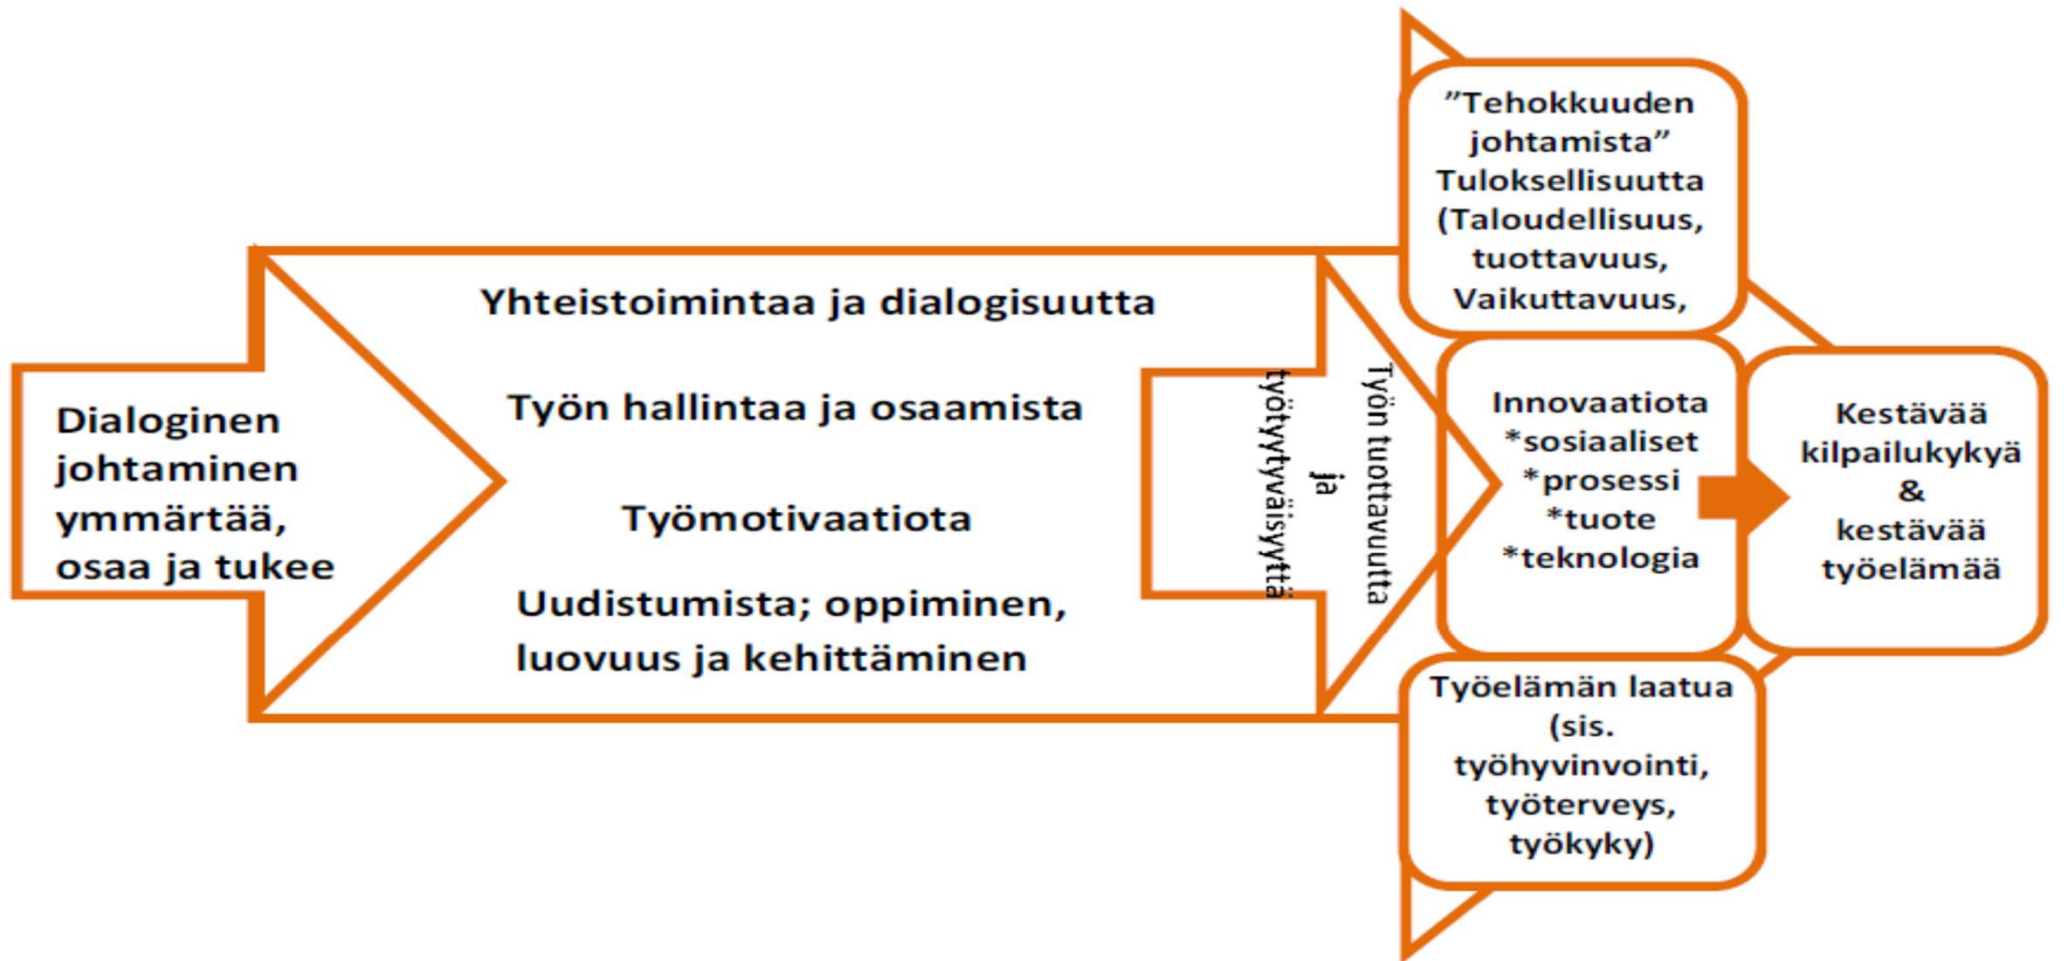 Dialoginen
johtaminen
ymmärtää,
osaa ja tukee
Yhteistoimintaa ja dialogisuutta
Työn hallintaa ja osaamista
Työmotivaatiota
Uudistumista; oppiminen,
luovuus ja kehittäminen
Työn tuottavuutta
ja
työtyytyväisyyttä
”Tehokkuuden
johtamista”
Tuloksellisuutta
(Taloudellisuus,
tuottavuus,
Vaikuttavuus,
Innovaatiota
*sosiaaliset
*prosessi
*tuote
*teknologia
Työelämän laatua
(sis.
työhyvinvointi,
työterveys,
työkyky)
Kestävää
kilpailukykyä
&
kestävää
työelämää